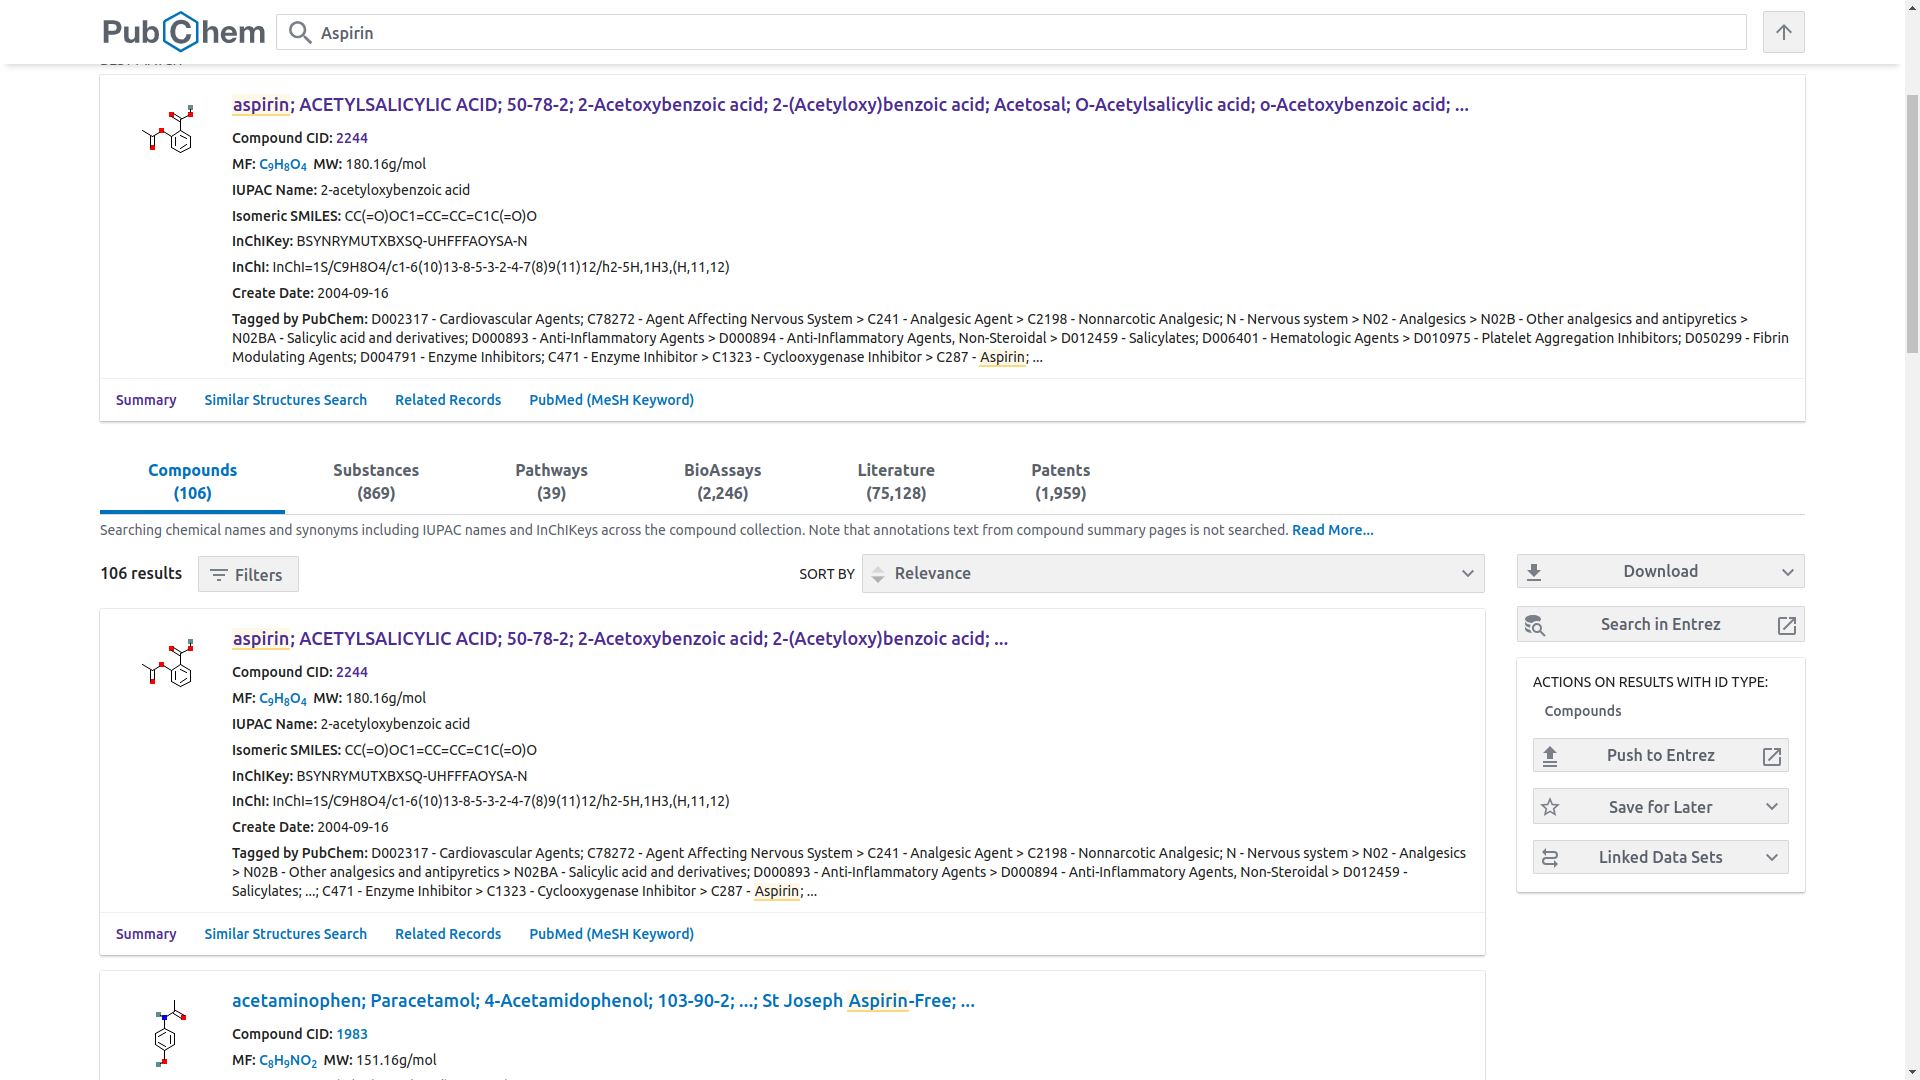 PubChem
Aspirin
aspirin; ACETYLSALICYLIC ACID; 50-78-2; 2-Acetoxybenzoic acid; 2-(Acetyloxy)benzoic acid; Acetosal; O-Acetylsalicylic acid; o-Acetoxybenzoic acid; ...
Compound CID: 2244
MF: C₉H₈O₄ MW: 180.16g/mol
IUPAC Name: 2-acetyloxybenzoic acid
Isomeric SMILES: CC(=O)OC1=CC=CC=C1C(=O)O
InChIKey: BSYNRYMUTXBXSQ-UHFFFAOYSA-N
InChI: InChI=1S/C9H8O4/c1-6(10)13-8-5-3-2-4-7(8)9(11)12/h2-5H,1H3,(H,11,12)
Create Date: 2004-09-16
Tagged by PubChem: D002317 - Cardiovascular Agents; C78272 - Agent Affecting Nervous System > C241 - Analgesic Agent > C2198 - Nonnarcotic Analgesic; N - Nervous system > N02 - Analgesics > N02B - Other analgesics and antipyretics >
N02BA - Salicylic acid and derivatives; D000893 - Anti-Inflammatory Agents > D000894 - Anti-Inflammatory Agents, Non-Steroidal > D012459 - Salicylates; D006401 - Hematologic Agents > D010975 - Platelet Aggregation Inhibitors; D050299 - Fibrin
Modulating Agents; D004791 - Enzyme Inhibitors; C471 - Enzyme Inhibitor > C1323 - Cyclooxygenase Inhibitor > C287 - Aspirin; ...
Summary Similar Structures Search Related Records PubMed (MeSH Keyword)
Compounds Substances Pathways BioAssays Literature Patents
(106) (869) (39) (2,246) (75,128) (1,959)
Searching chemical names and synonyms including IUPAC names and InChIKeys across the compound collection. Note that annotations text from compound summary pages is not searched. Read More...
106 results Filters SORT BY Relevance Download
Search in Entrez
aspirin; ACETYLSALICYLIC ACID; 50-78-2; 2-Acetoxybenzoic acid; 2-(Acetyloxy)benzoic acid; ...
Compound CID: 2244
MF: C₉H₈O₄ MW: 180.16g/mol
IUPAC Name: 2-acetyloxybenzoic acid
Isomeric SMILES: CC(=O)OC1=CC=CC=C1C(=O)O
InChIKey: BSYNRYMUTXBXSQ-UHFFFAOYSA-N
InChI: InChI=1S/C9H8O4/c1-6(10)13-8-5-3-2-4-7(8)9(11)12/h2-5H,1H3,(H,11,12)
Create Date: 2004-09-16
Tagged by PubChem: D002317 - Cardiovascular Agents; C78272 - Agent Affecting Nervous System > C241 - Analgesic Agent > C2198 - Nonnarcotic Analgesic; N - Nervous system > N02 - Analgesics
> N02B - Other analgesics and antipyretics > N02BA - Salicylic acid and derivatives; D000893 - Anti-Inflammatory Agents > D000894 - Anti-Inflammatory Agents, Non-Steroidal > D012459 -
Salicylates; ...; C471 - Enzyme Inhibitor > C1323 - Cyclooxygenase Inhibitor > C287 - Aspirin; ...
Summary Similar Structures Search Related Records PubMed (MeSH Keyword)
ACTIONS ON RESULTS WITH ID TYPE:
Compounds
Push to Entrez
Save for Later
Linked Data Sets
acetaminophen; Paracetamol; 4-Acetamidophenol; 103-90-2; ...; St Joseph Aspirin-Free; ...
Compound CID: 1983
MF: C₈H₉NO₂ MW: 151.16g/mol